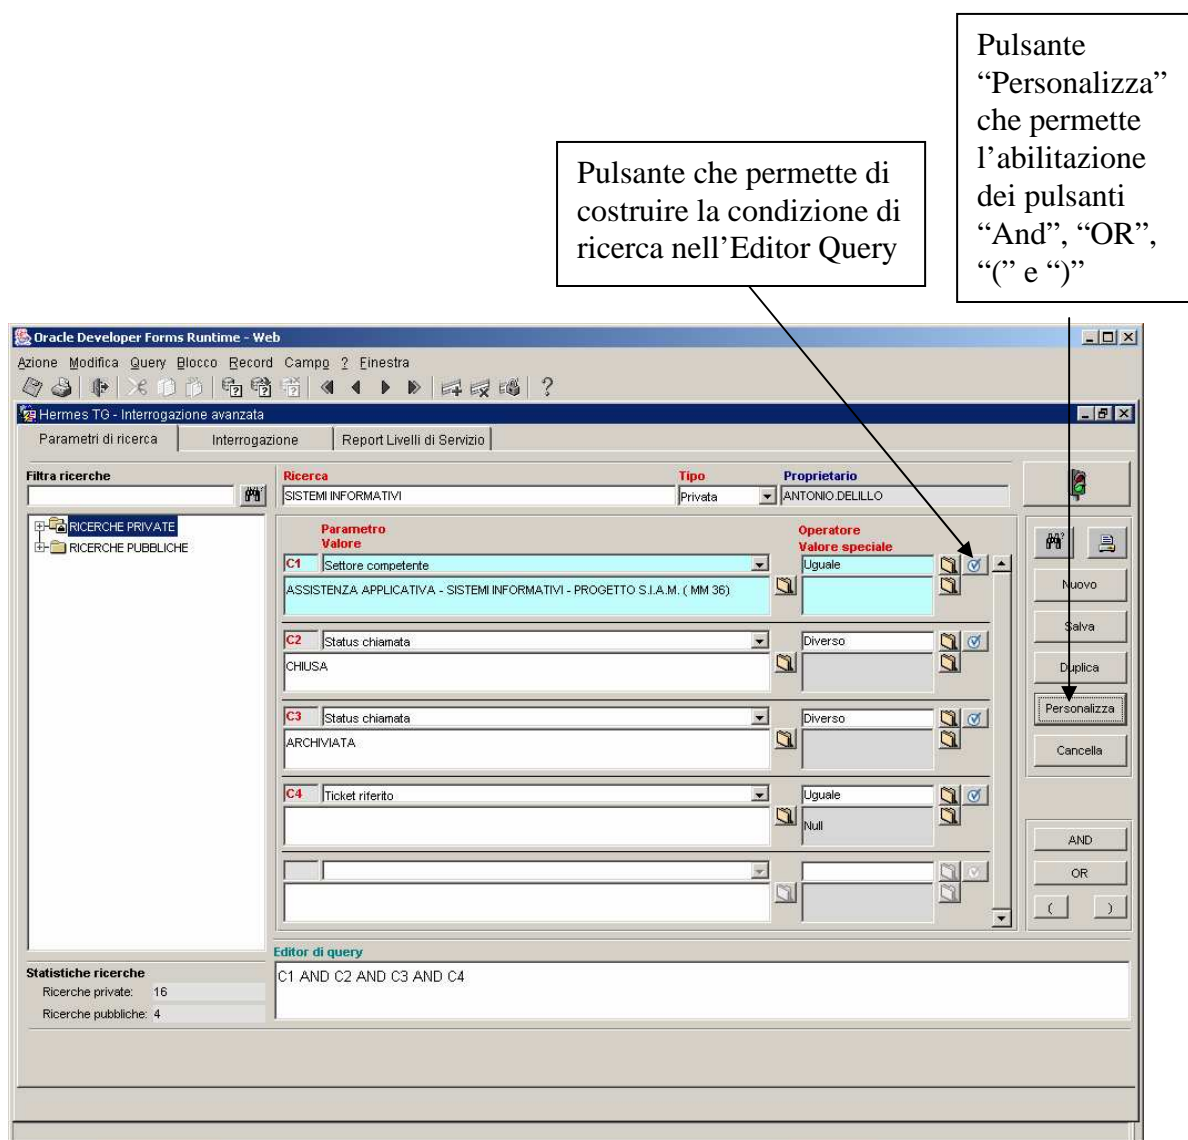 Pulsante
“Personalizza”
che permette
l’abilitazione
dei pulsanti
“And”, “OR”,
“(” e “)”
Pulsante che permette di
costruire la condizione di
ricerca nell’Editor Query
Oracle Developer Forms Runtime - Web
Azione Modifica Query Blocco Record Campo ? Finestra
Hermes TG - Interrogazione avanzata
Parametri di ricerca Interrogazione Report Livelli di Servizio
Filtra ricerche
Ricerca Tipo Proprietario
SISTEMI INFORMATIVI Privata ANTONIO.DELILLO
RICERCHE PRIVATE
RICERCHE PUBBLICHE
Parametro Operatore
Valore Valore speciale
C1 Settore competente Uguale
ASSISTENZA APPLICATIVA - SISTEMI INFORMATIVI - PROGETTO S.I.A.M. ( MM 36)
C2 Status chiamata Diverso
CHIUSA
C3 Status chiamata Diverso
ARCHIVIATA
C4 Ticket riferito Uguale
Null
Nuovo
Salva
Duplica
Personalizza
Cancella
AND
OR
( )
Editor di query
C1 AND C2 AND C3 AND C4
Statistiche ricerche
Ricerche private: 16
Ricerche pubbliche: 4